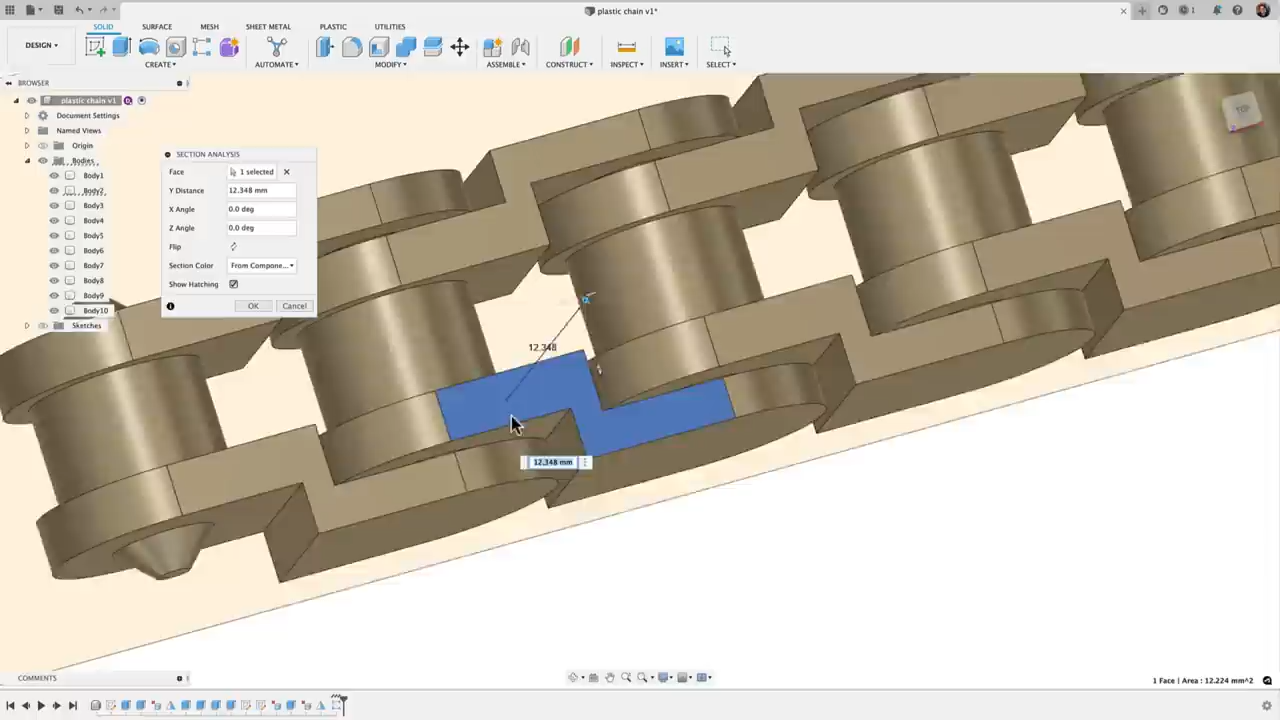 plastic chain v1*
1
SOLID SURFACE MESH SHEET METAL PLASTIC UTILITIES
DESIGN
CREATE AUTOMATE MODIFY ASSEMBLE CONSTRUCT INSPECT INSERT SELECT
BROWSER
plastic chain v1
Document Settings
Named Views
Origin
Bodies
Body1
Body2
Body3
Body4
Body5
Body6
Body7
Body8
Body9
Body10
Sketches
SECTION ANALYSIS
Face 1 selected
Y Distance 12.348 mm
X Angle 0.0 deg
Z Angle 0.0 deg
Flip
Section Color From Compone...
Show Hatching
OK Cancel
TOP
12.348
12.348 mm
COMMENTS
1 Face | Area : 12.224 mm^2